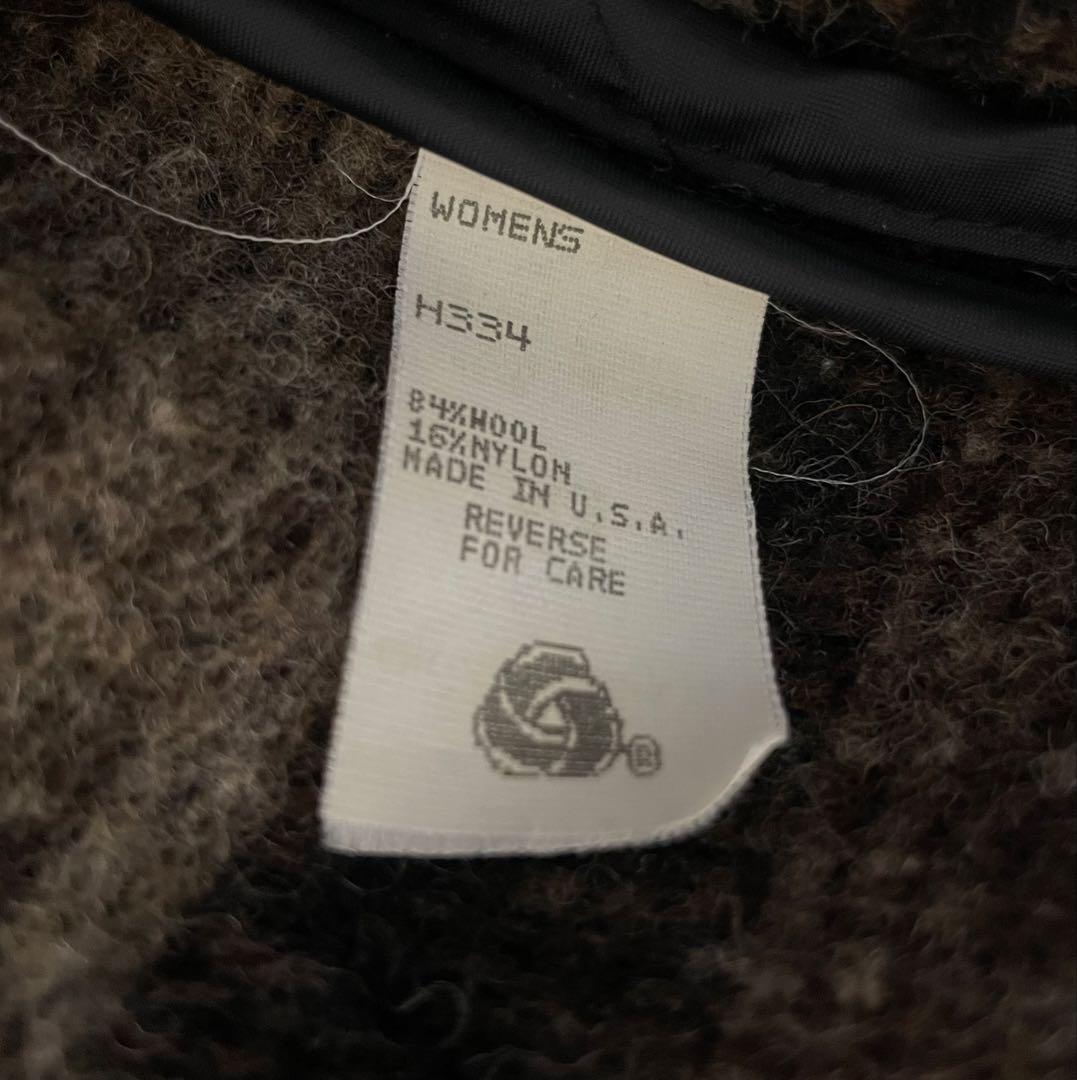 WOMENS
H334
84%WOOL
16%NYLON
MADE IN U.S.A.
REVERSE
FOR CARE
®